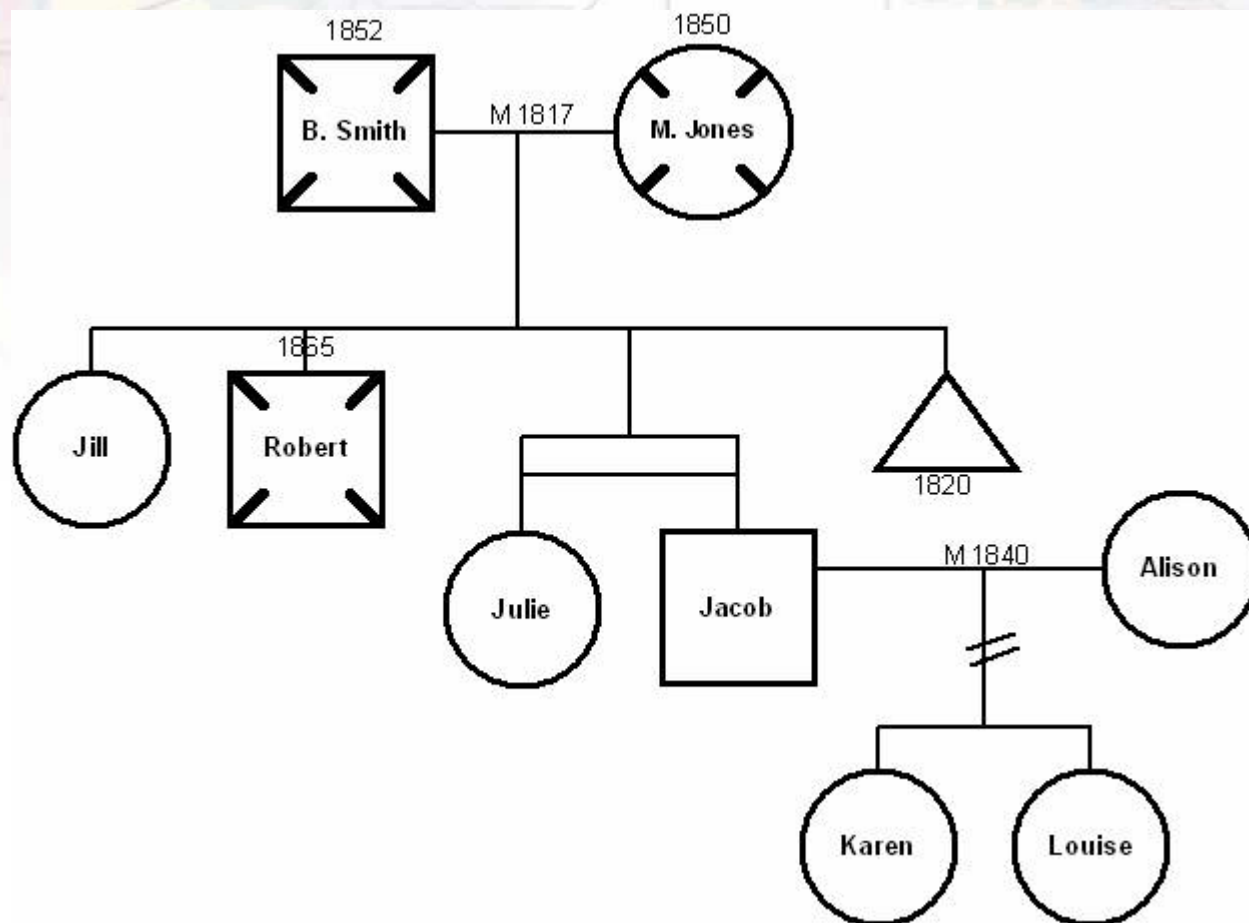 1852
1850
B. Smith
M 1817
M. Jones
1865
Jill
Robert
1820
Julie
Jacob
M 1840
Alison
Karen
Louise